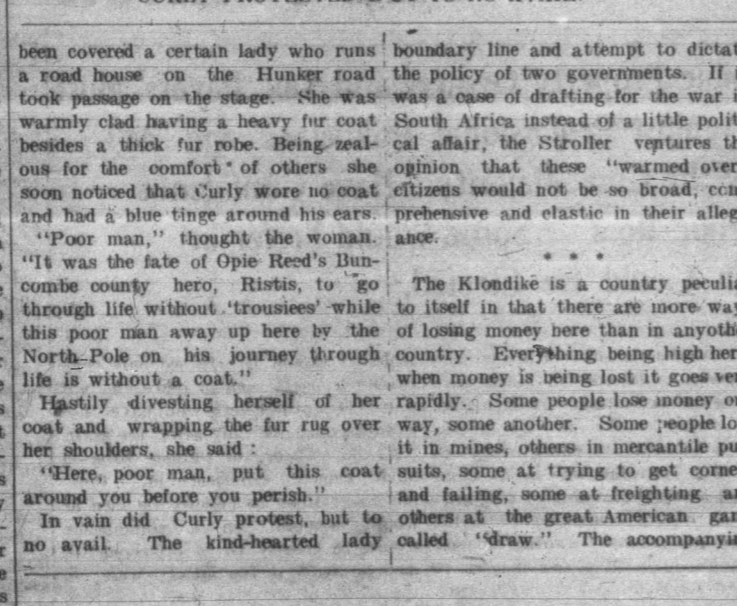 been covered a certain lady who runs
a road house on the Hunker road
took passage on the stage. She was
warmly clad having a heavy fur coat
besides a thick fur robe. Being zeal-
ous for the comfort of others she
soon noticed that Curly wore no coat
and had a blue tinge around his ears.
"Poor man," thought the woman.
"It was the fate of Opie Reed's Bun-
combe county hero, Ristis, to go
through life without 'trousiees' while
this poor man away up here by the
North Pole on his journey through
life is without a coat."
Hastily divesting herself of her
coat and wrapping the fur rug over
her shoulders, she said:
"Here, poor man, put this coat
around you before you perish."
In vain did Curly protest, but to
no avail. The kind-hearted lady
boundary line and attempt to dictat
the policy of two governments. If
was a case of drafting for the war i
South Africa instead of a little polit
cal affair, the Stroller ventures th
opinion that these "warmed over
citizens would not be so broad, com
prehensive and elastic in their alleg
ance.
* * *
The Klondike is a country peculia
to itself in that there are more way
of losing money here than in anyoth
country. Everything being high her
when money is being lost it goes ver
rapidly. Some people lose money on
way, some another. Some people lo
it in mines, others in mercantile pu
suits, some at trying to get corne
and failing, some at freighting an
others at the great American gam
called "draw." The accompanyin